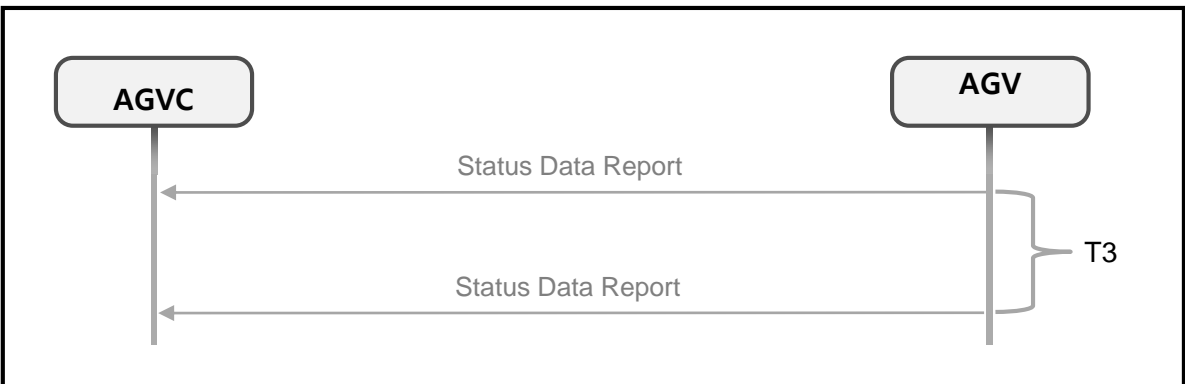 AGVC
AGV
Status Data Report
T3
Status Data Report